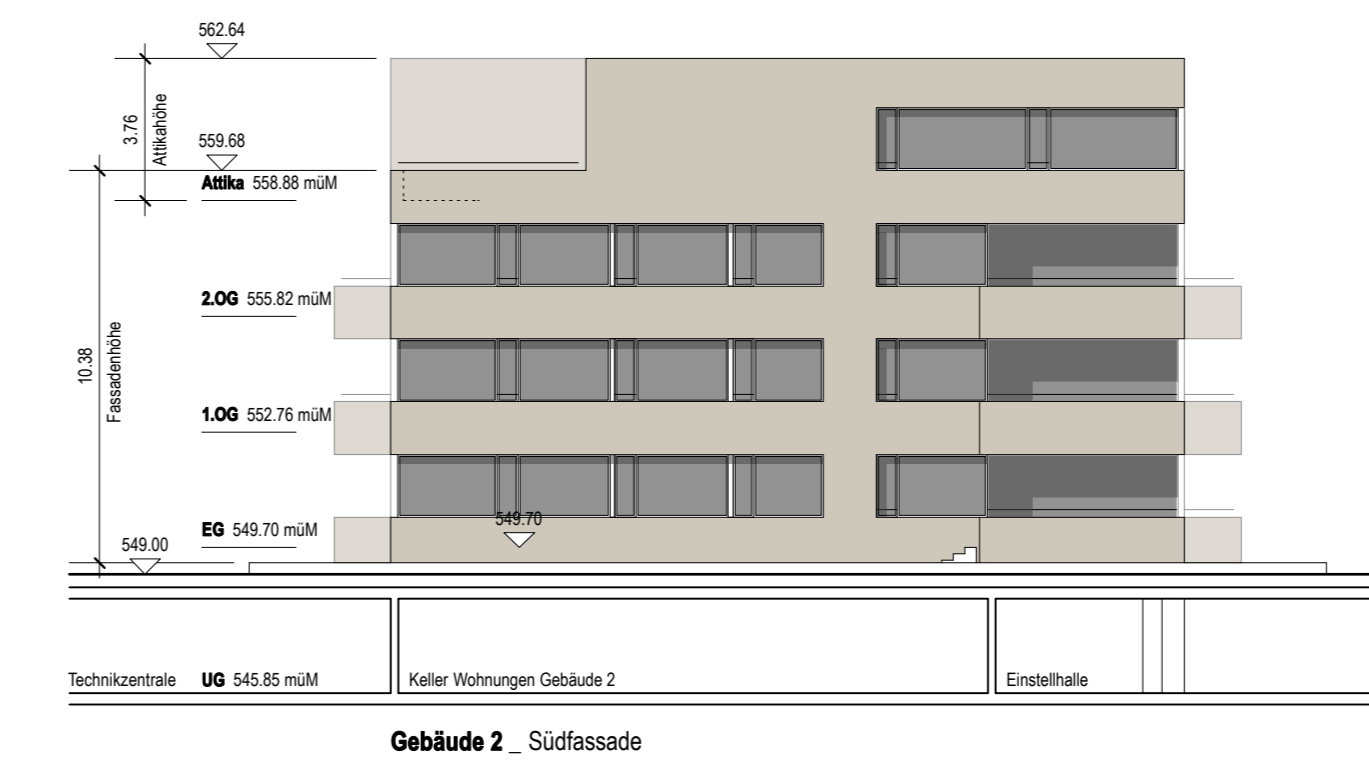 562.64
3.76
Attikahöhe
559.68
Attika 558.88 müM
2.OG 555.82 müM
10.38
Fassadenhöhe
1.OG 552.76 müM
549.70
EG 549.70 müM
549.00
Technikzentrale UG 545.85 müM
Keller Wohnungen Gebäude 2
Einstellhalle
Gebäude 2 _ Südfassade